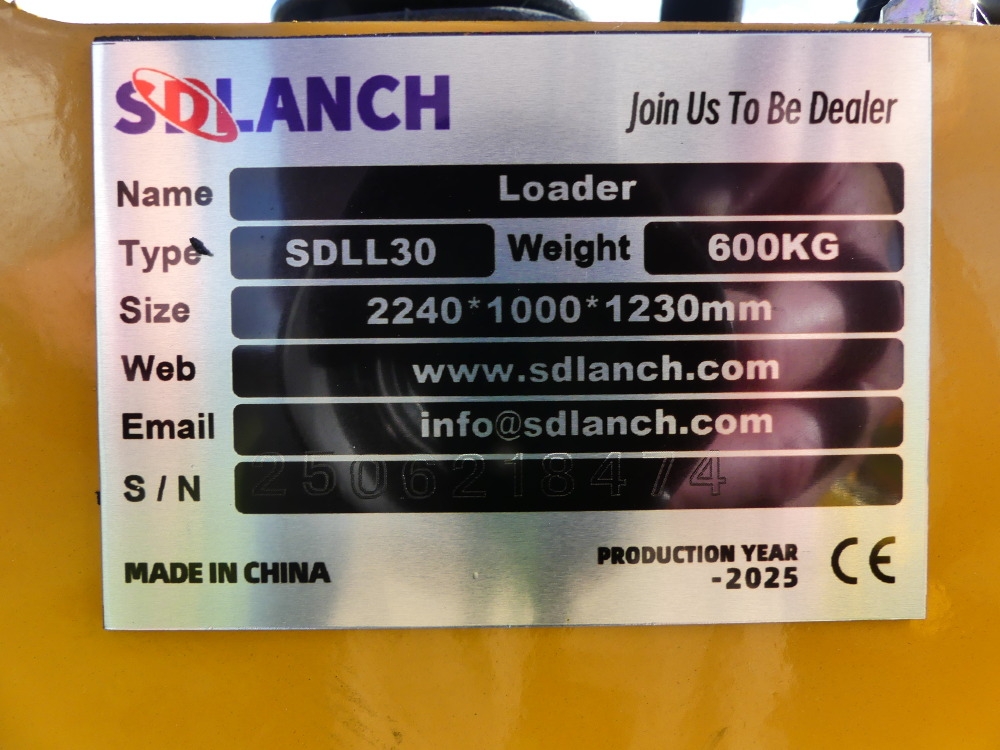 SDLANCH
Join Us To Be Dealer
Name Loader
Type SDLL30 Weight 600KG
Size 2240*1000*1230mm
Web www.sdlanch.com
Email info@sdlanch.com
S / N 2506218474
MADE IN CHINA
PRODUCTION YEAR
-2025
CE